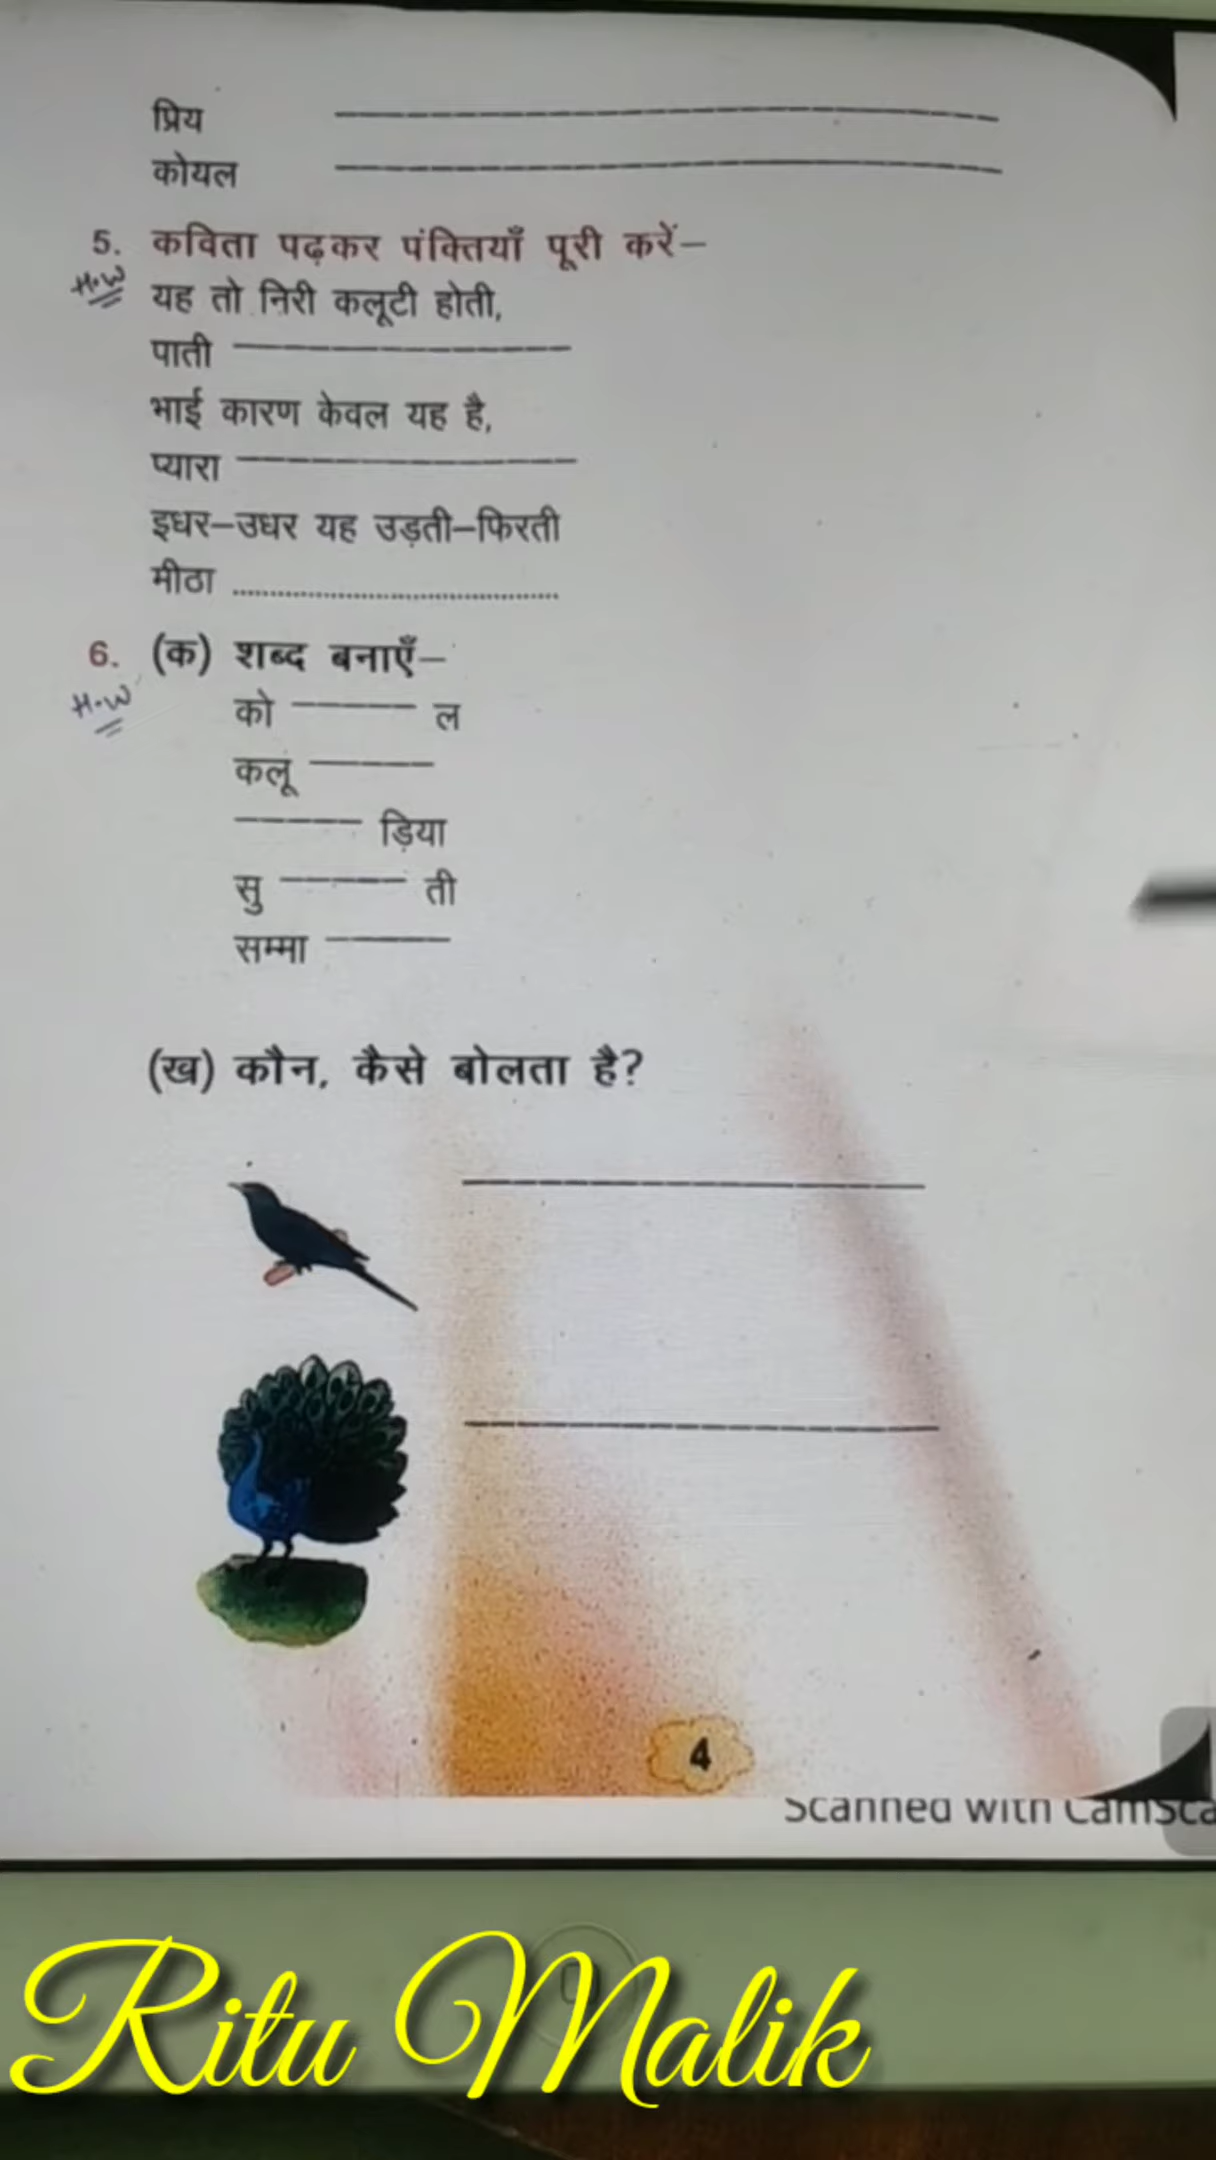 प्रिय
कोयल
5. कविता पढ़कर पंक्तियाँ पूरी करें–
H.W यह तो निरी कलूटी होती,
पाती
भाई कारण केवल यह है,
प्यारा
इधर–उधर यह उड़ती–फिरती
मीठा
6. (क) शब्द बनाएँ–
H.W को ल
कलू
ड़िया
सु ती
सम्मा
(ख) कौन, कैसे बोलता है?
4
Scanned with CamSca
Ritu Malik